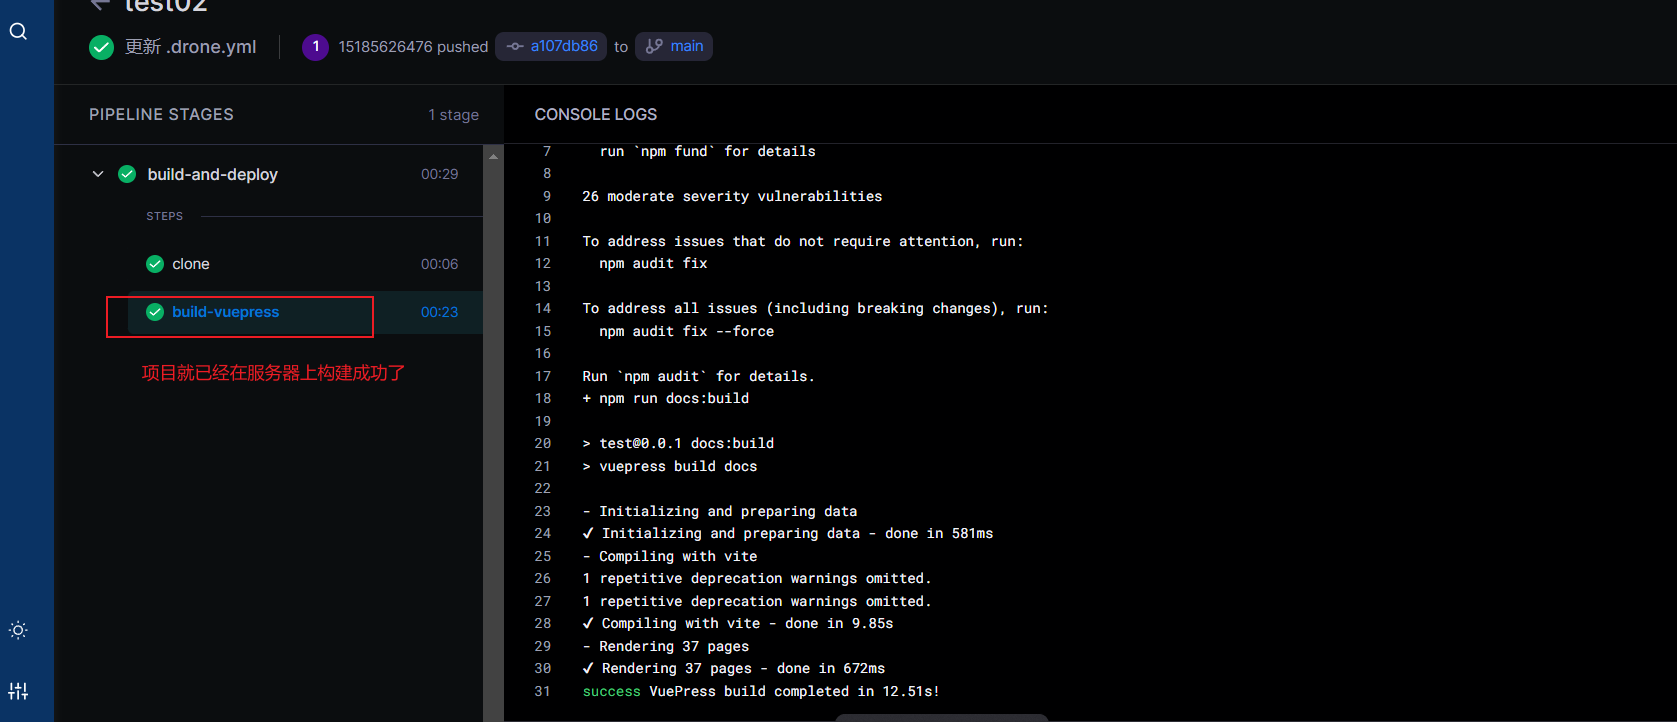 test02
更新 .drone.yml
1
15185626476 pushed
a107db86
to
main
PIPELINE STAGES
1 stage
build-and-deploy
00:29
STEPS
clone
00:06
build-vuepress
00:23
项目就已经在服务器上构建成功了
CONSOLE LOGS
7 run `npm fund` for details
8
9 26 moderate severity vulnerabilities
10
11 To address issues that do not require attention, run:
12 npm audit fix
13
14 To address all issues (including breaking changes), run:
15 npm audit fix --force
16
17 Run `npm audit` for details.
18 + npm run docs:build
19
20 > test@0.0.1 docs:build
21 > vuepress build docs
22
23 - Initializing and preparing data
24 ✔ Initializing and preparing data - done in 581ms
25 - Compiling with vite
26 1 repetitive deprecation warnings omitted.
27 1 repetitive deprecation warnings omitted.
28 ✔ Compiling with vite - done in 9.85s
29 - Rendering 37 pages
30 ✔ Rendering 37 pages - done in 672ms
31 success VuePress build completed in 12.51s!